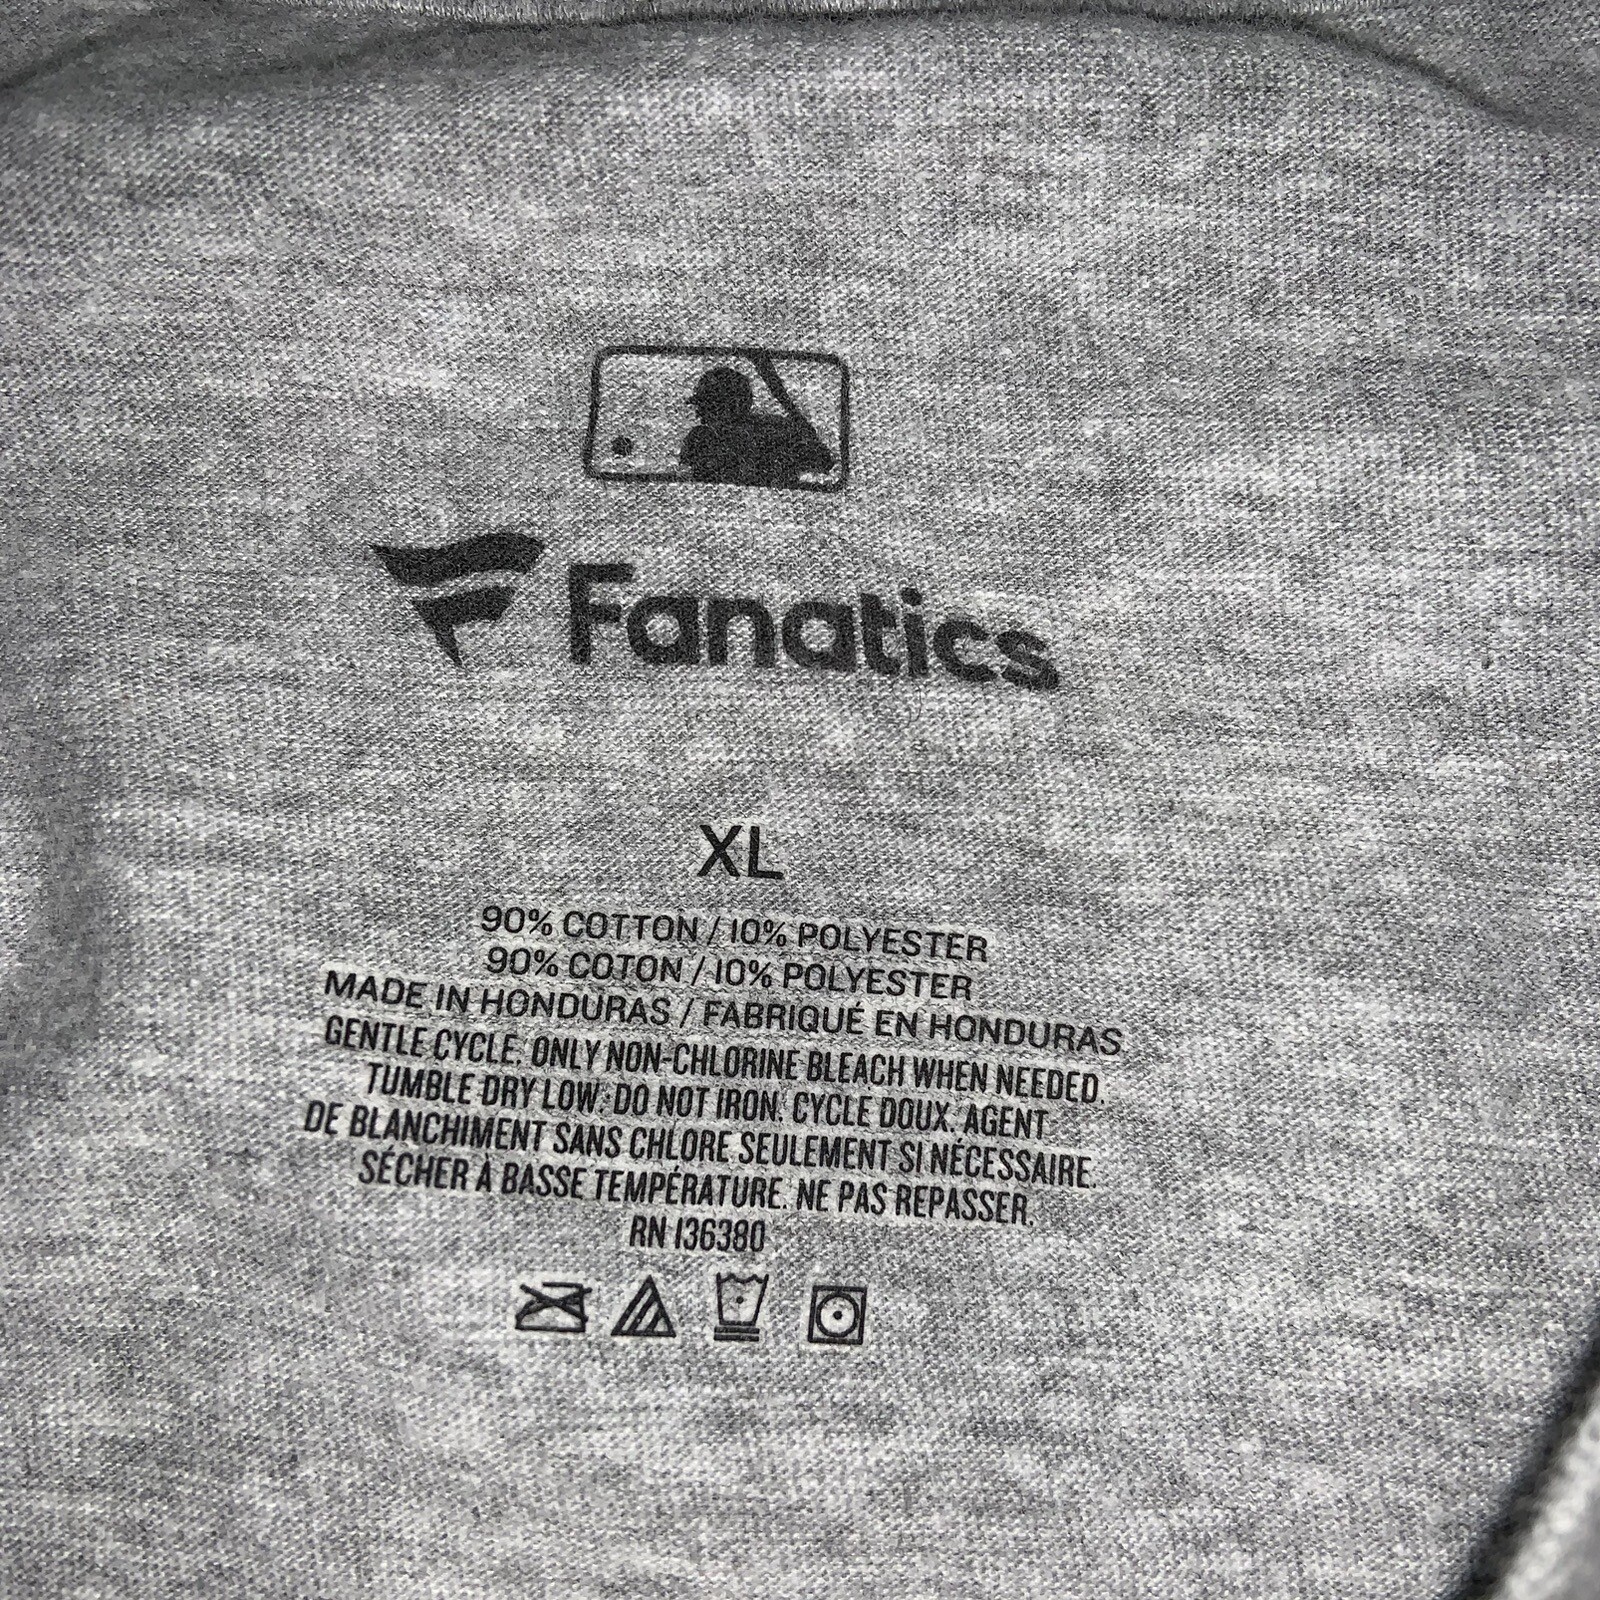 Fanatics
XL
90% COTTON / 10% POLYESTER
90% COTON / 10% POLYESTER
MADE IN HONDURAS / FABRIQUÉ EN HONDURAS
GENTLE CYCLE. ONLY NON-CHLORINE BLEACH WHEN NEEDED.
TUMBLE DRY LOW. DO NOT IRON. CYCLE DOUX. AGENT
DE BLANCHIMENT SANS CHLORE SEULEMENT SI NÉCESSAIRE.
SÉCHER À BASSE TEMPÉRATURE. NE PAS REPASSER.
RN 136380